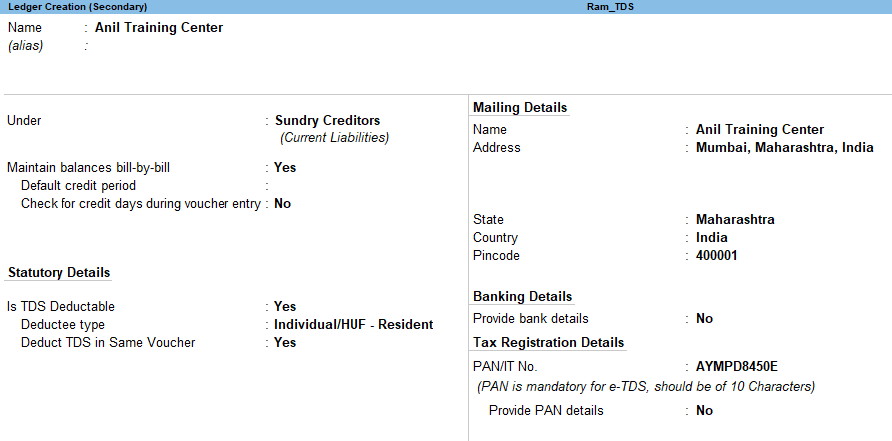 Ledger Creation (Secondary) Ram_TDS
Name : Anil Training Center
(alias) :
Under : Sundry Creditors
(Current Liabilities)
Maintain balances bill-by-bill : Yes
Default credit period :
Check for credit days during voucher entry : No
Statutory Details
Is TDS Deductable : Yes
Deductee type : Individual/HUF - Resident
Deduct TDS in Same Voucher : Yes
Mailing Details
Name : Anil Training Center
Address : Mumbai, Maharashtra, India
State : Maharashtra
Country : India
Pincode : 400001
Banking Details
Provide bank details : No
Tax Registration Details
PAN/IT No. : AYMPD8450E
(PAN is mandatory for e-TDS, should be of 10 Characters)
Provide PAN details : No